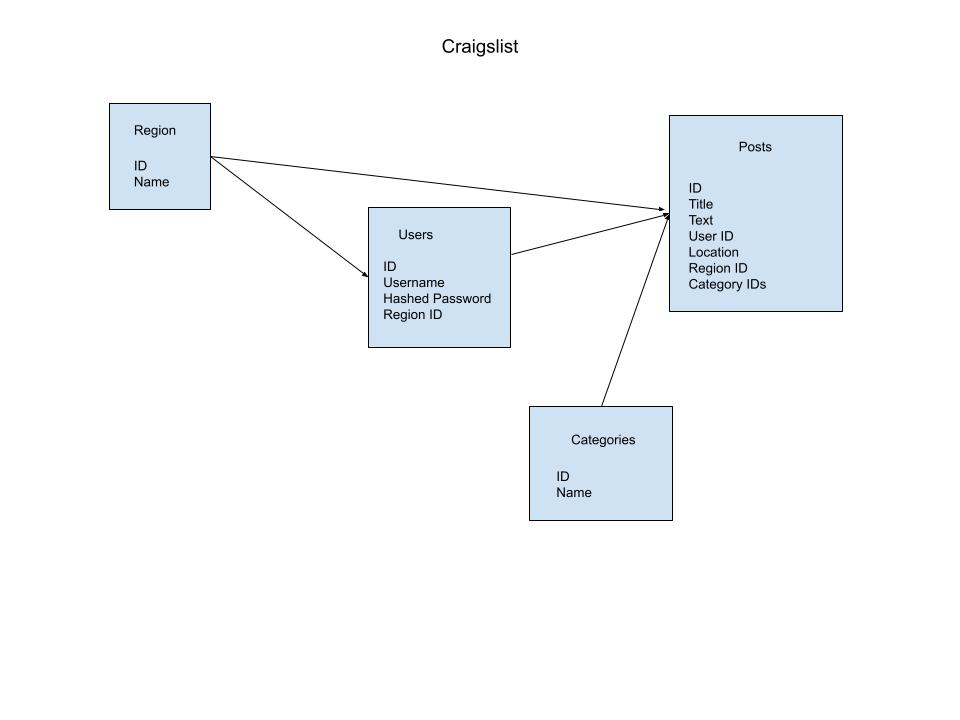 Craigslist
Region
ID
Name
Posts
ID
Title
Text
User ID
Location
Region ID
Category IDs
Users
ID
Username
Hashed Password
Region ID
Categories
ID
Name